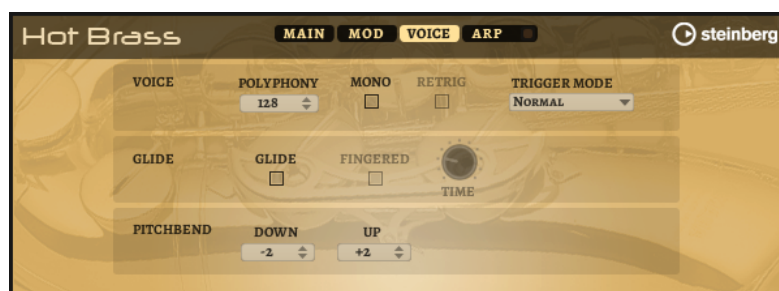 Hot Brass MAIN MOD VOICE ARP steinberg
VOICE POLYPHONY MONO RETRIG TRIGGER MODE
128 NORMAL
GLIDE GLIDE FINGERED
TIME
PITCHBEND DOWN UP
-2 +2